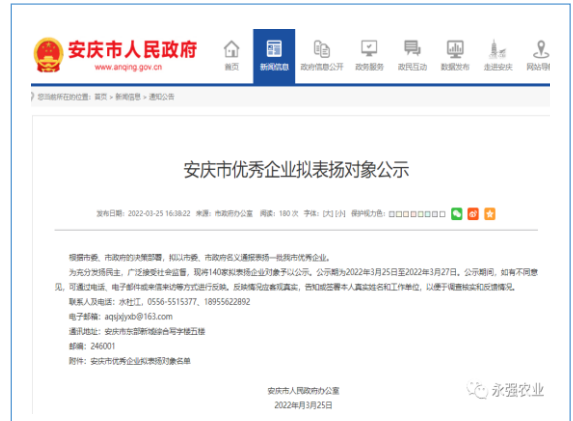 安庆市人民政府
www.anqing.gov.cn
首页 新闻信息 政府信息公开 政务服务 政民互动 数据发布 走进安庆 网站导航
您当前所在的位置：首页 > 新闻信息 > 通知公告
安庆市优秀企业拟表扬对象公示
发布日期：2022-03-25 16:38:22 来源：市政府办公室 阅读：180 次 字体：[大] [小] 保护视力色：
根据市委、市政府的决策部署，拟以市委、市政府名义通报表扬一批我市优秀企业。
为充分发扬民主，广泛接受社会监督，现将140家拟表扬企业对象予以公示。公示期为2022年3月25日至2022年3月27日。公示期间，如有不同意
见，可通过电话、电子邮件或来信来访等方式进行反映。反映情况应客观真实，告知或签署本人真实姓名和工作单位，以便于调查核实和反馈情况。
联系人及电话：水社江，0556-5515377、18955622892
电子邮箱：aqsjxjyxb@163.com
通讯地址：安庆市东部新城综合写字楼五楼
邮编：246001
附件：安庆市优秀企业拟表扬对象名单
安庆市人民政府办公室
2022年月3月25日
永强农业